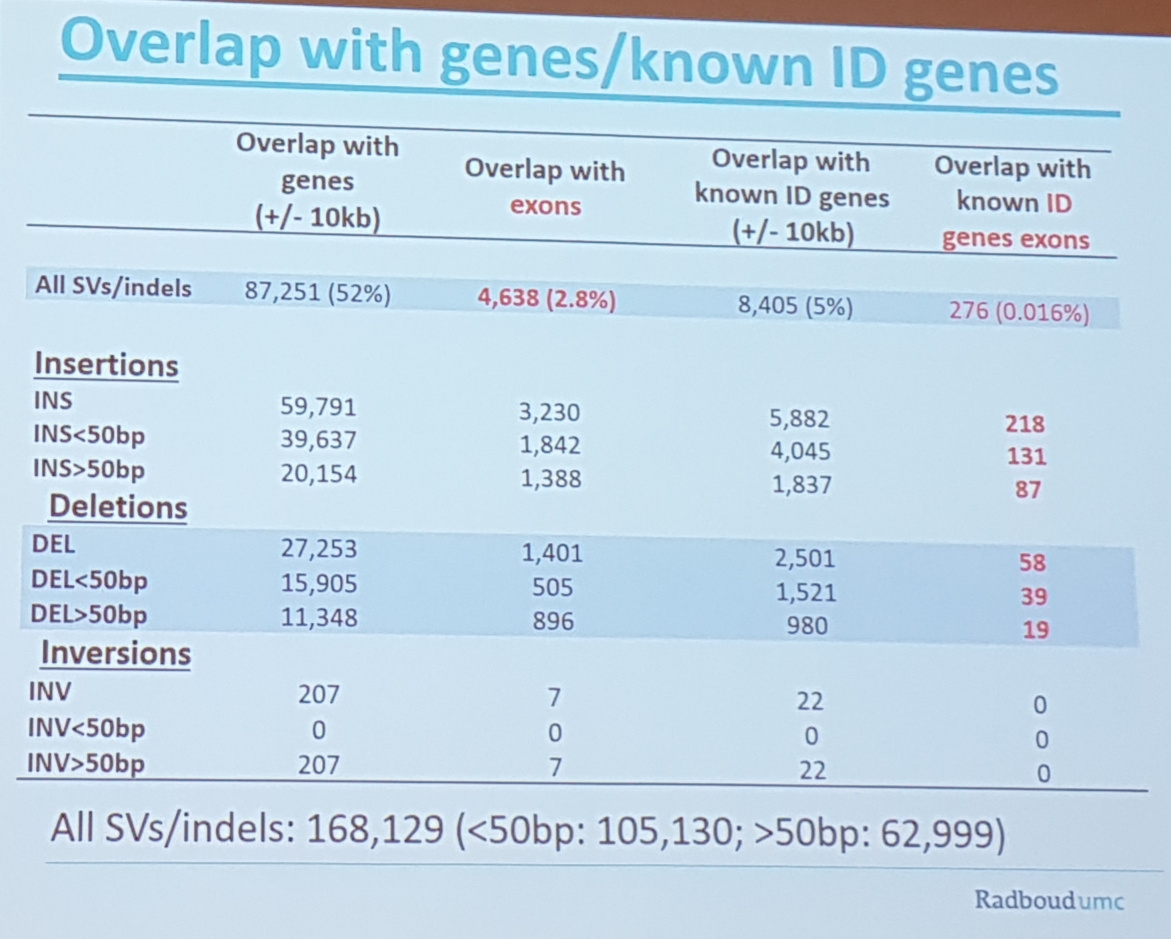 Overlap with genes/known ID genes
Overlap with genes (+/- 10kb) Overlap with exons Overlap with known ID genes (+/- 10kb) Overlap with known ID genes exons
All SVs/indels 87,251 (52%) 4,638 (2.8%) 8,405 (5%) 276 (0.016%)
Insertions
INS 59,791 3,230 5,882 218
INS<50bp 39,637 1,842 4,045 131
INS>50bp 20,154 1,388 1,837 87
Deletions
DEL 27,253 1,401 2,501 58
DEL<50bp 15,905 505 1,521 39
DEL>50bp 11,348 896 980 19
Inversions
INV 207 7 22 0
INV<50bp 0 0 0 0
INV>50bp 207 7 22 0
All SVs/indels: 168,129 (<50bp: 105,130; >50bp: 62,999)
Radboudumc